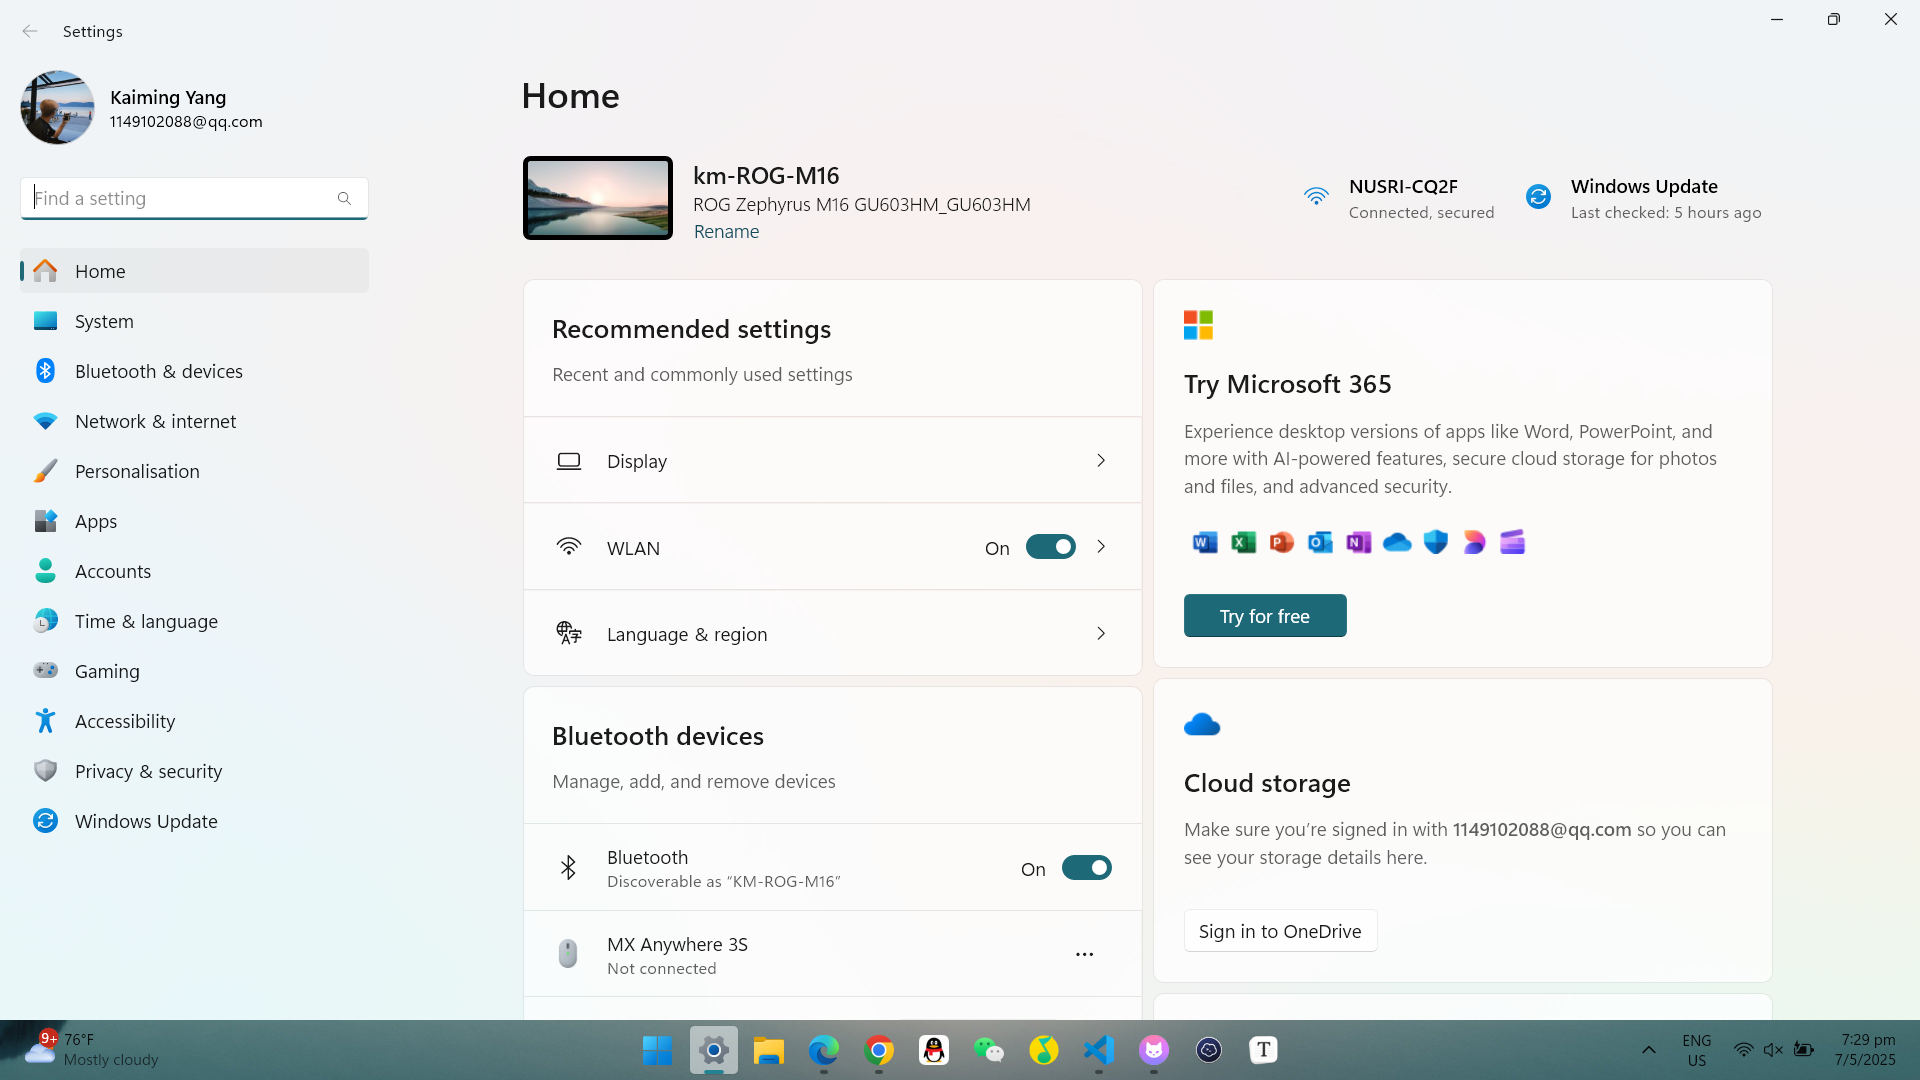 Settings
Kaiming Yang
1149102088@qq.com
Find a setting
Home
System
Bluetooth & devices
Network & internet
Personalisation
Apps
Accounts
Time & language
Gaming
Accessibility
Privacy & security
Windows Update
Home
km-ROG-M16
ROG Zephyrus M16 GU603HM_GU603HM
Rename
NUSRI-CQ2F
Connected, secured
Windows Update
Last checked: 5 hours ago
Recommended settings
Recent and commonly used settings
Display
WLAN
On
Language & region
Bluetooth devices
Manage, add, and remove devices
Bluetooth
Discoverable as “KM-ROG-M16”
On
MX Anywhere 3S
Not connected
Try Microsoft 365
Experience desktop versions of apps like Word, PowerPoint, and
more with AI-powered features, secure cloud storage for photos
and files, and advanced security.
Try for free
Cloud storage
Make sure you’re signed in with 1149102088@qq.com so you can
see your storage details here.
Sign in to OneDrive
9+
76°F
Mostly cloudy
T
ENG
US
7:29 pm
7/5/2025